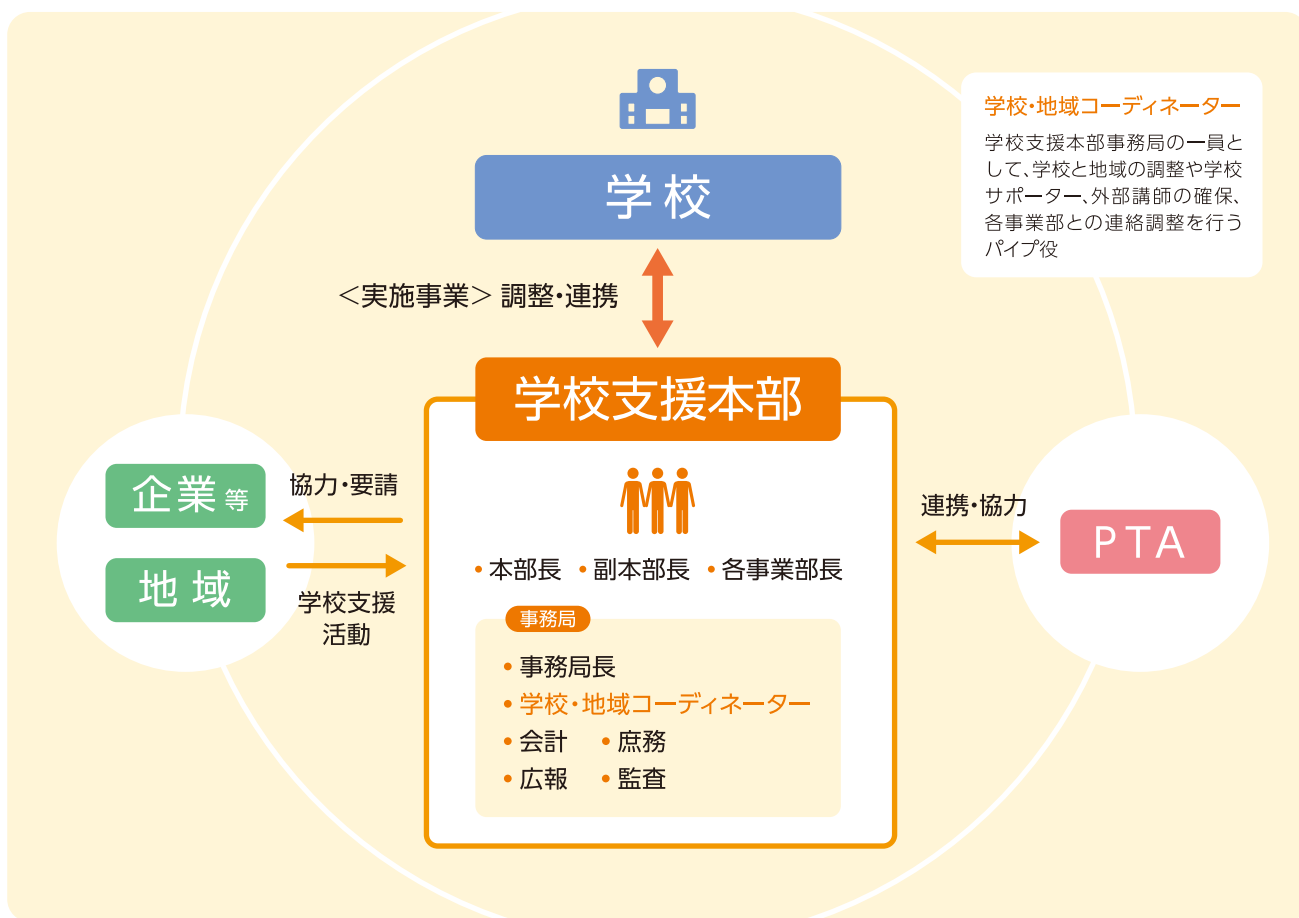 学校
学校・地域コーディネーター
学校支援本部事務局の一員と
して、学校と地域の調整や学校
サポーター、外部講師の確保、
各事業部との連絡調整を行う
パイプ役
＜実施事業＞ 調整・連携
学校支援本部
企業等
協力・要請
連携・協力
PTA
地域
学校支援
活動
・本部長 ・副本部長 ・各事業部長
事務局
・事務局長
・学校・地域コーディネーター
・会計 ・庶務
・広報 ・監査